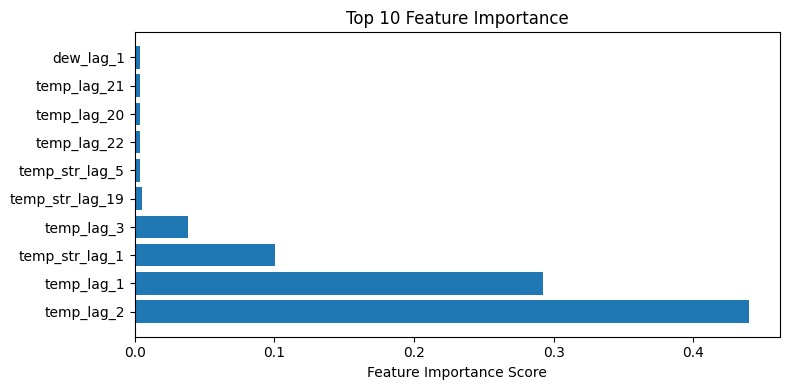 Top 10 Feature Importance
dew_lag_1
temp_lag_21
temp_lag_20
temp_lag_22
temp_str_lag_5
temp_str_lag_19
temp_lag_3
temp_str_lag_1
temp_lag_1
temp_lag_2
0.0 0.1 0.2 0.3 0.4
Feature Importance Score